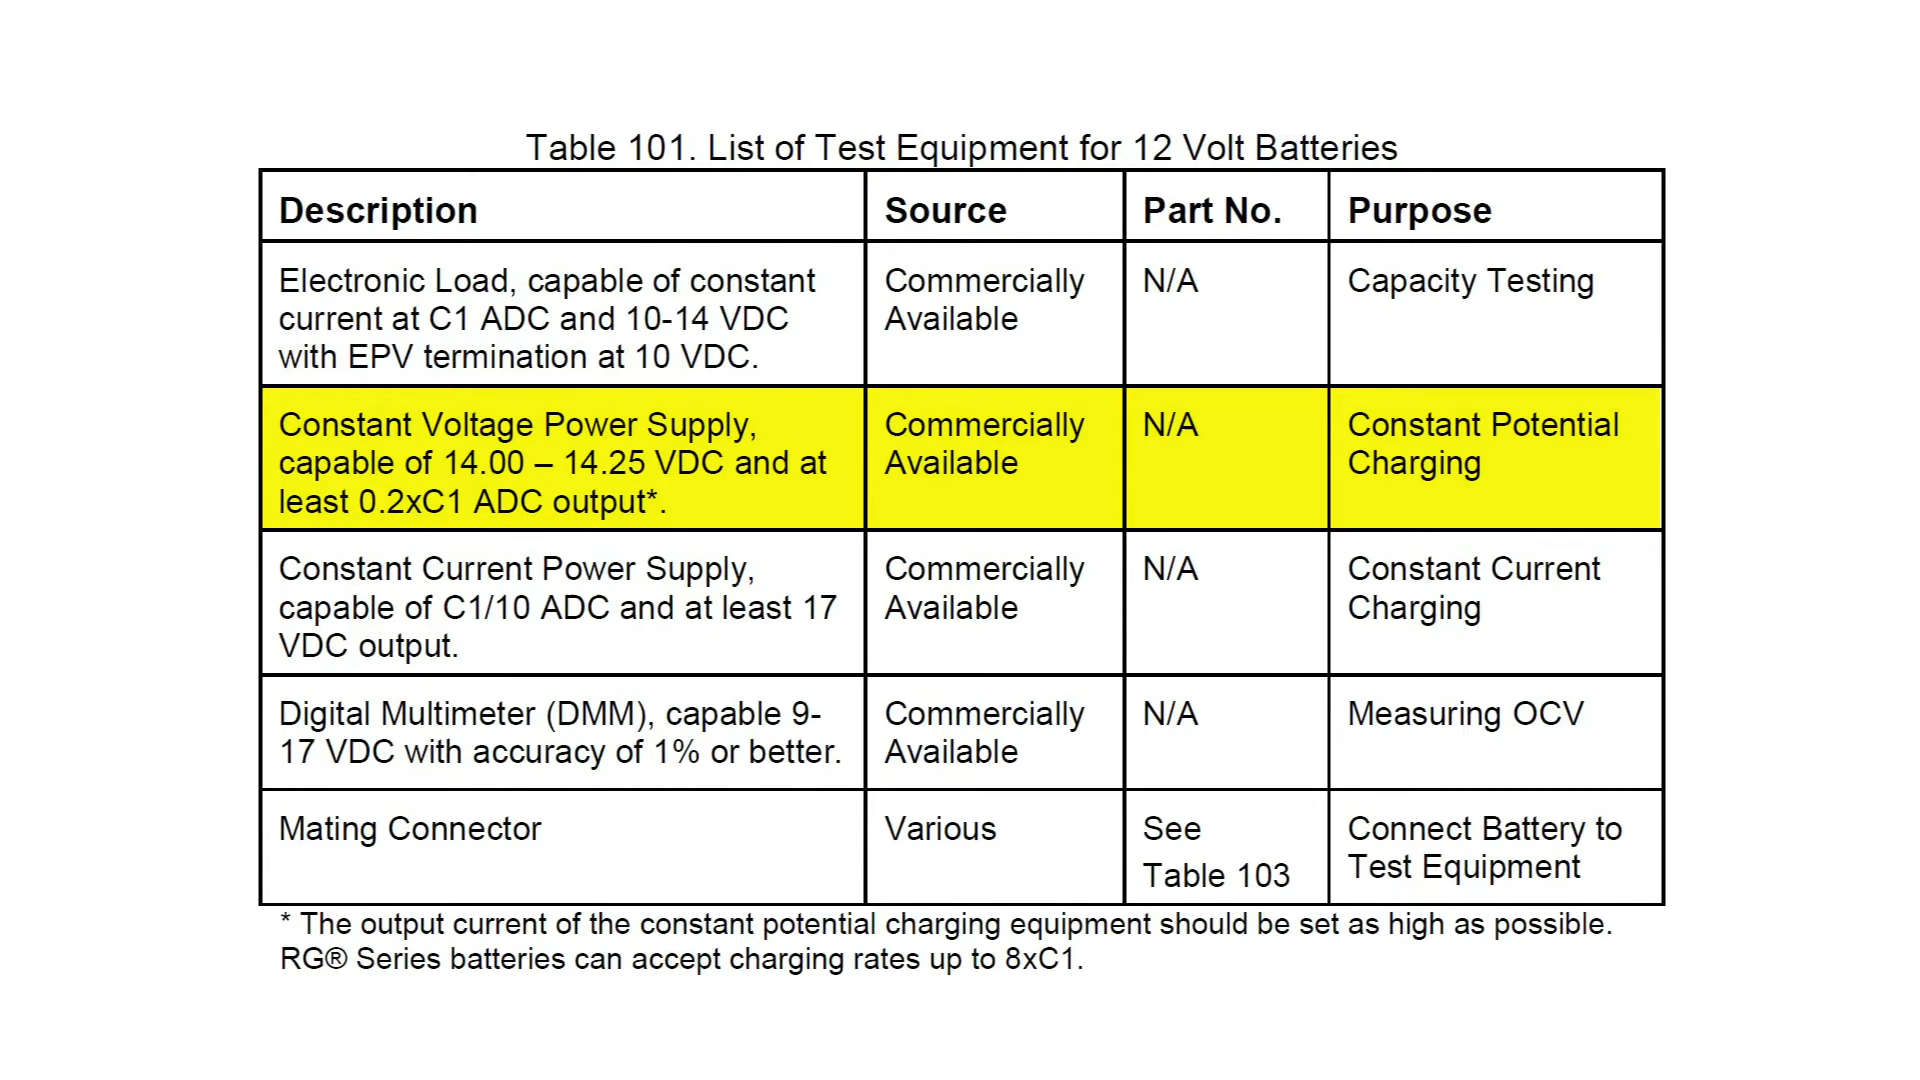 Table 101. List of Test Equipment for 12 Volt Batteries
Description Source Part No. Purpose
Electronic Load, capable of constant
current at C1 ADC and 10-14 VDC
with EPV termination at 10 VDC.
Commercially
Available
N/A
Capacity Testing
Constant Voltage Power Supply,
capable of 14.00 – 14.25 VDC and at
least 0.2xC1 ADC output*.
Commercially
Available
N/A
Constant Potential
Charging
Constant Current Power Supply,
capable of C1/10 ADC and at least 17
VDC output.
Commercially
Available
N/A
Constant Current
Charging
Digital Multimeter (DMM), capable 9-
17 VDC with accuracy of 1% or better.
Commercially
Available
N/A
Measuring OCV
Mating Connector
Various
See
Table 103
Connect Battery to
Test Equipment
* The output current of the constant potential charging equipment should be set as high as possible.
RG® Series batteries can accept charging rates up to 8xC1.